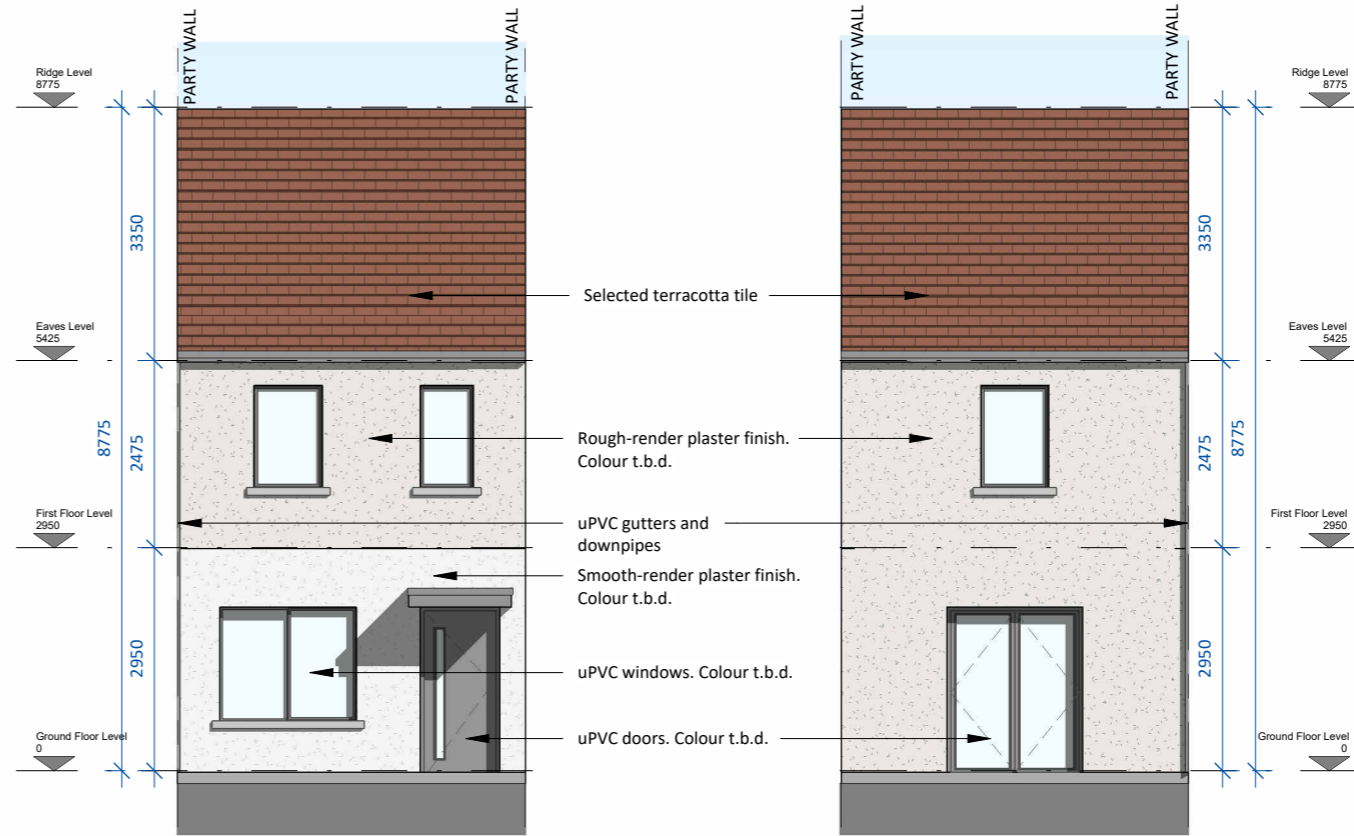 PARTY WALL
PARTY WALL
PARTY WALL
PARTY WALL
Ridge Level
8775
Ridge Level
8775
3350
3350
Selected terracotta tile
Eaves Level
5425
Eaves Level
5425
8775
2475
Rough-render plaster finish.
Colour t.b.d.
2475
8775
First Floor Level
2950
uPVC gutters and
downpipes
First Floor Level
2950
Smooth-render plaster finish.
Colour t.b.d.
2950
uPVC windows. Colour t.b.d.
2950
Ground Floor Level
0
uPVC doors. Colour t.b.d.
Ground Floor Level
0